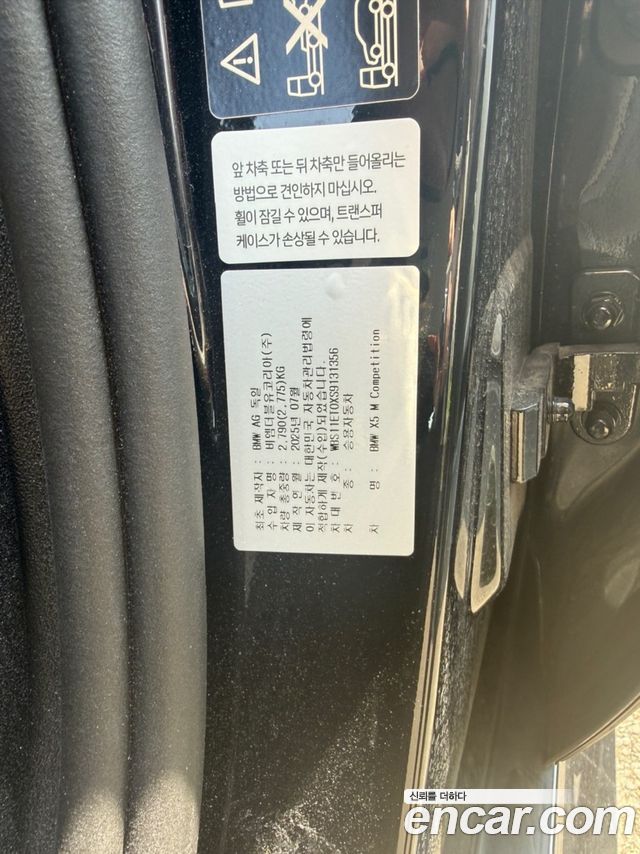 앞 차축 또는 뒤 차축만 들어올리는
방법으로 견인하지 마십시오.
휠이 잠길 수 있으며, 트랜스퍼
케이스가 손상될 수 있습니다.
최초 제작자 : BMW AG 독일
수 입 자 명 : 비엠더블유코리아(주)
차량 총중량 : 2,790(2,775)KG
제 작 연 월 : 2025년 07월
이 자동차는 대한민국 자동차관리법령에
적합하게 제작(수입)되었습니다.
차 대 번 호 : WBS11ET0XS9131356
차 종 : 승용자동차
차 명 : BMW X5 M Competition
신뢰를 더하다
encar.com